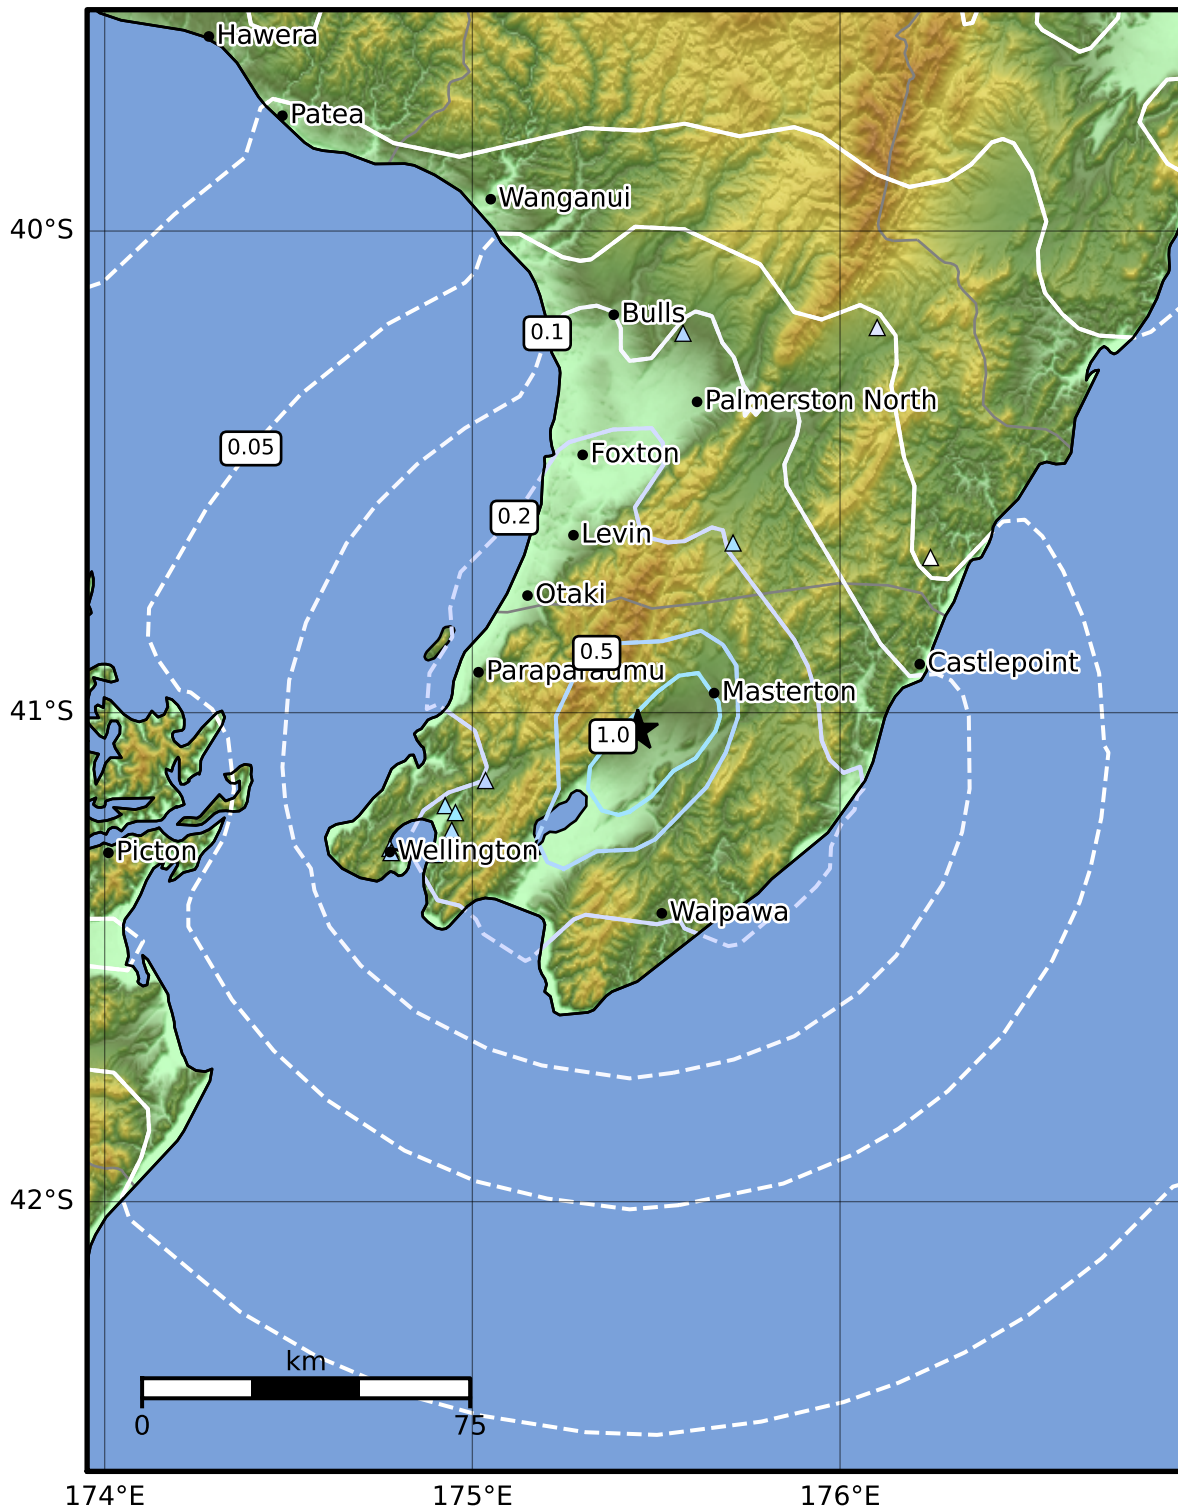 Hawera
Patea
Wanganui
40°S
Bulls
0.1
Palmerston North
0.05
Foxton
0.2
Levin
Otaki
0.5
Paraparaumu
Castlepoint
Masterton
41°S
1.0
Picton
Wellington
Waipawa
42°S
km
0
75
174°E
175°E
176°E